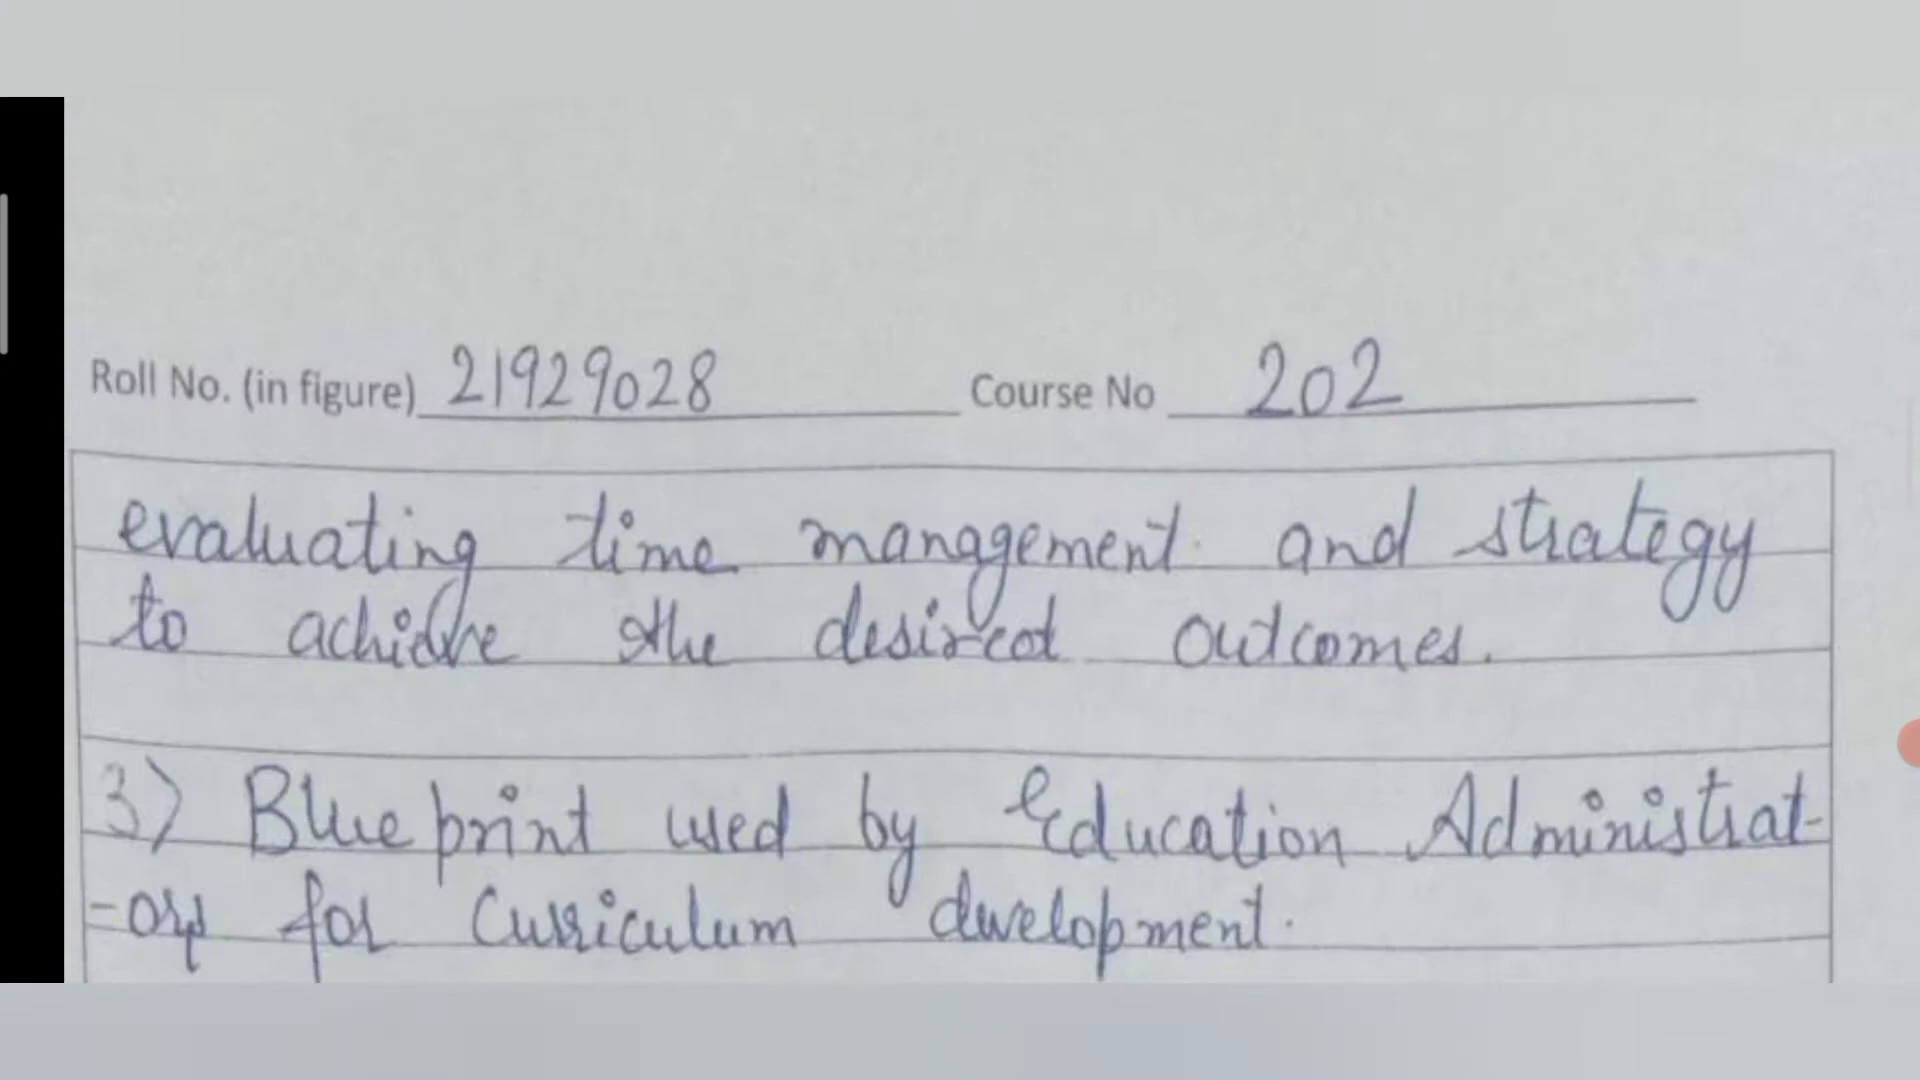 Roll No. (in figure) 21929028 Course No 202
evaluating time management and strategy
to achieve the desired outcomes.
3) Blue print used by Education Administrat-
-ors for Curriculum development.